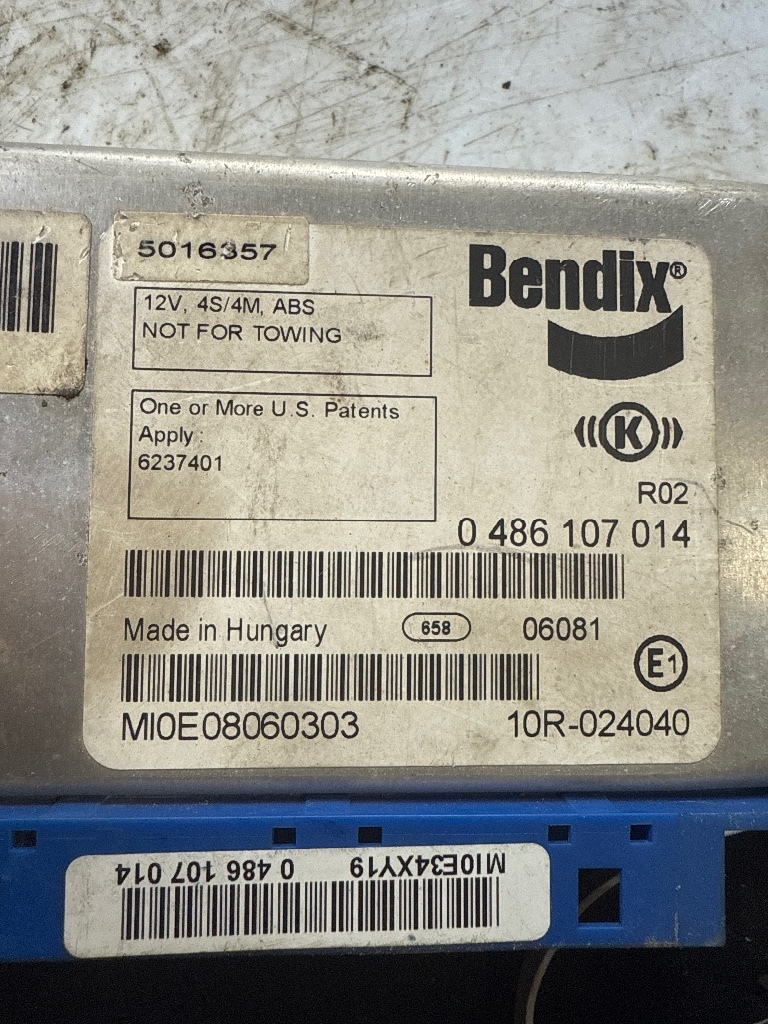 5016357
Bendix®
12V, 4S/4M, ABS
NOT FOR TOWING
One or More U.S. Patents
Apply :
6237401
K
R02
0 486 107 014
Made in Hungary 658 06081
E1
MI0E08060303 10R-024040
MI0E34XY19 0 486 107 014